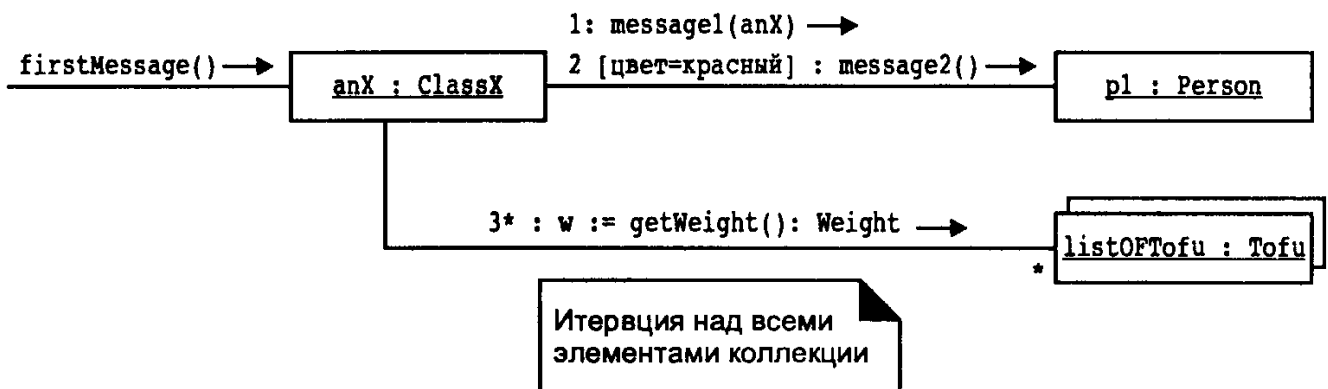 1: message1(anX)
firstMessage()
2 [цвет=красный] : message2()
anX : ClassX
p1 : Person
3* : w := getWeight(): Weight
*
listOFTofu : Tofu
Итервция над всеми
элементами коллекции